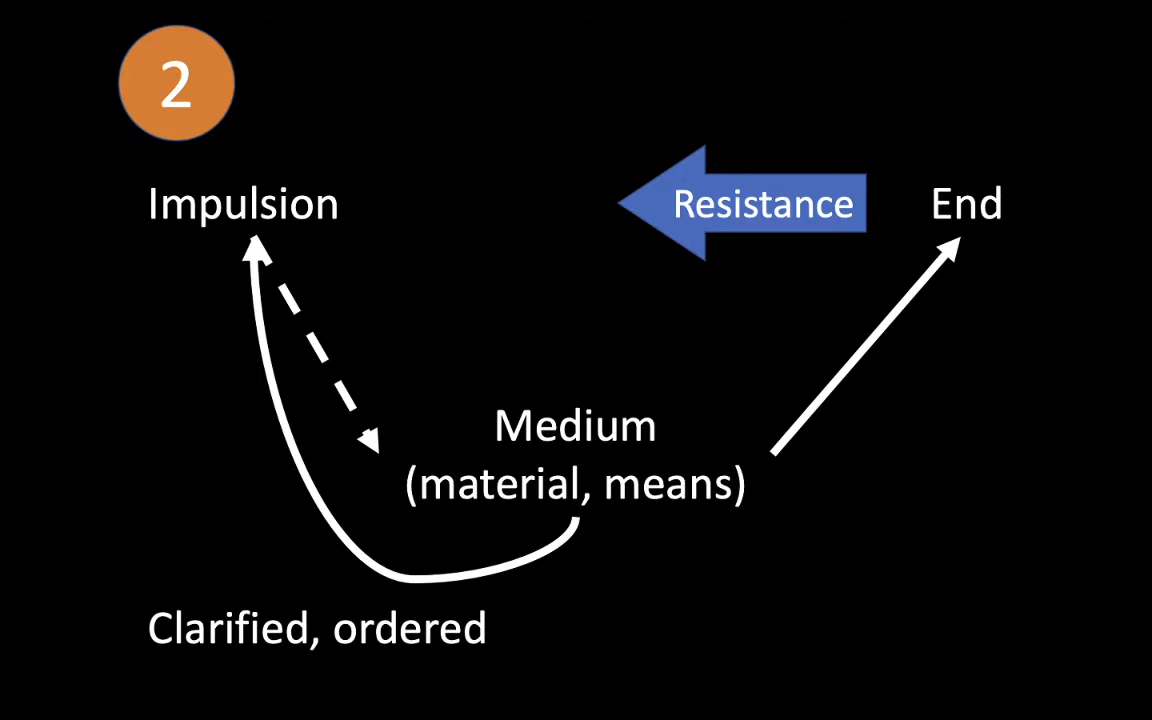 2
Impulsion
Resistance
End
Medium
(material, means)
Clarified, ordered